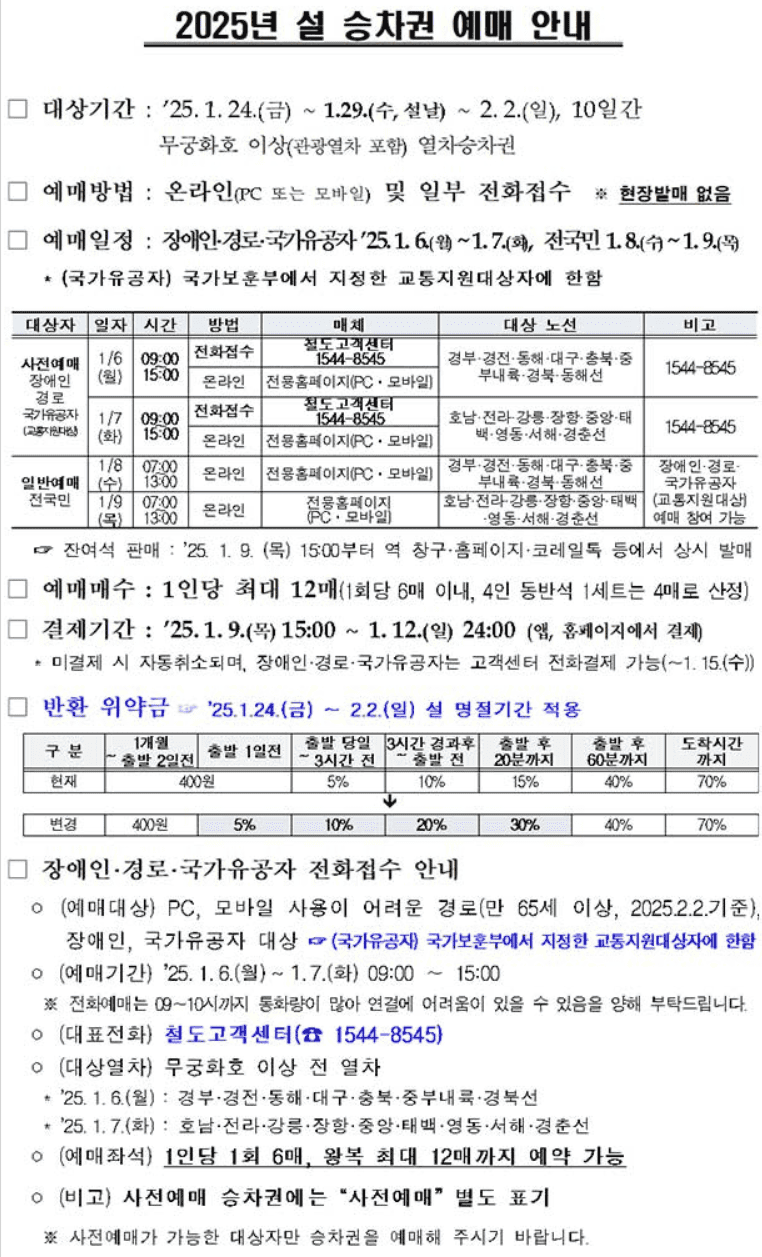 2025년 설 승차권 예매 안내
□ 대상기간 : ’25. 1. 24.(금) ~ 1.29.(수, 설날) ~ 2. 2.(일), 10일간
무궁화호 이상(관광열차 포함) 열차승차권
□ 예매방법 : 온라인(PC 또는 모바일) 및 일부 전화접수 ※ 현장발매 없음
□ 예매일정 : 장애인·경로·국가유공자 ’25. 1. 6.(월) ~ 1. 7.(화), 전국민 1. 8.(수) ~ 1. 9.(목)
* (국가유공자) 국가보훈부에서 지정한 교통지원대상자에 한함
대상자 일자 시간 방법 매체 대상 노선 비고
사전예매 장애인 경로 국가유공자 (교통지원대상)
1/6 (월) 09:00 15:00 전화접수 철도고객센터 1544-8545 경부·경전·동해·대구·충북·중부내륙·경북·동해선 1544-8545
온라인 전용홈페이지(PC·모바일)
1/7 (화) 09:00 15:00 전화접수 철도고객센터 1544-8545 호남·전라·강릉·장항·중앙·태백·영동·서해·경춘선 1544-8545
온라인 전용홈페이지(PC·모바일)
일반예매 전국민
1/8 (수) 07:00 13:00 온라인 전용홈페이지(PC·모바일) 경부·경전·동해·대구·충북·중부내륙·경북·동해선 장애인·경로·국가유공자 (교통지원대상) 예매 참여 가능
1/9 (목) 07:00 13:00 온라인 전용홈페이지 (PC·모바일) 호남·전라·강릉·장항·중앙·태백·영동·서해·경춘선
☞ 잔여석 판매 : ’25. 1. 9. (목) 15:00부터 역 창구·홈페이지·코레일톡 등에서 상시 발매
□ 예매매수 : 1인당 최대 12매(1회당 6매 이내, 4인 동반석 1세트는 4매로 산정)
□ 결제기간 : ’25. 1. 9.(목) 15:00 ~ 1. 12.(일) 24:00 (앱, 홈페이지에서 결제)
* 미결제 시 자동취소되며, 장애인·경로·국가유공자는 고객센터 전화결제 가능(~1. 15.(수))
□ 반환 위약금 ☞ ’25.1.24.(금) ~ 2.2.(일) 설 명절기간 적용
구 분 1개월 ~ 출발 2일전 출발 1일전 출발 당일 ~ 3시간 전 3시간 경과후 ~ 출발 전 출발 후 20분까지 출발 후 60분까지 도착시간 까지
현재 400원 5% 10% 15% 40% 70%
↓
변경 400원 5% 10% 20% 30% 40% 70%
□ 장애인·경로·국가유공자 전화접수 안내
○ (예매대상) PC, 모바일 사용이 어려운 경로(만 65세 이상, 2025.2.2.기준),
장애인, 국가유공자 대상 ☞ (국가유공자) 국가보훈부에서 지정한 교통지원대상자에 한함
○ (예매기간) ’25. 1. 6.(월) ~ 1. 7.(화) 09:00 ~ 15:00
※ 전화예매는 09~10시까지 통화량이 많아 연결에 어려움이 있을 수 있음을 양해 부탁드립니다.
○ (대표전화) 철도고객센터(☎ 1544-8545)
○ (대상열차) 무궁화호 이상 전 열차
* ’25. 1. 6.(월) : 경부·경전·동해·대구·충북·중부내륙·경북선
* ’25. 1. 7.(화) : 호남·전라·강릉·장항·중앙·태백·영동·서해·경춘선
○ (예매좌석) 1인당 1회 6매, 왕복 최대 12매까지 예약 가능
○ (비고) 사전예매 승차권에는 “사전예매” 별도 표기
※ 사전예매가 가능한 대상자만 승차권을 예매해 주시기 바랍니다.